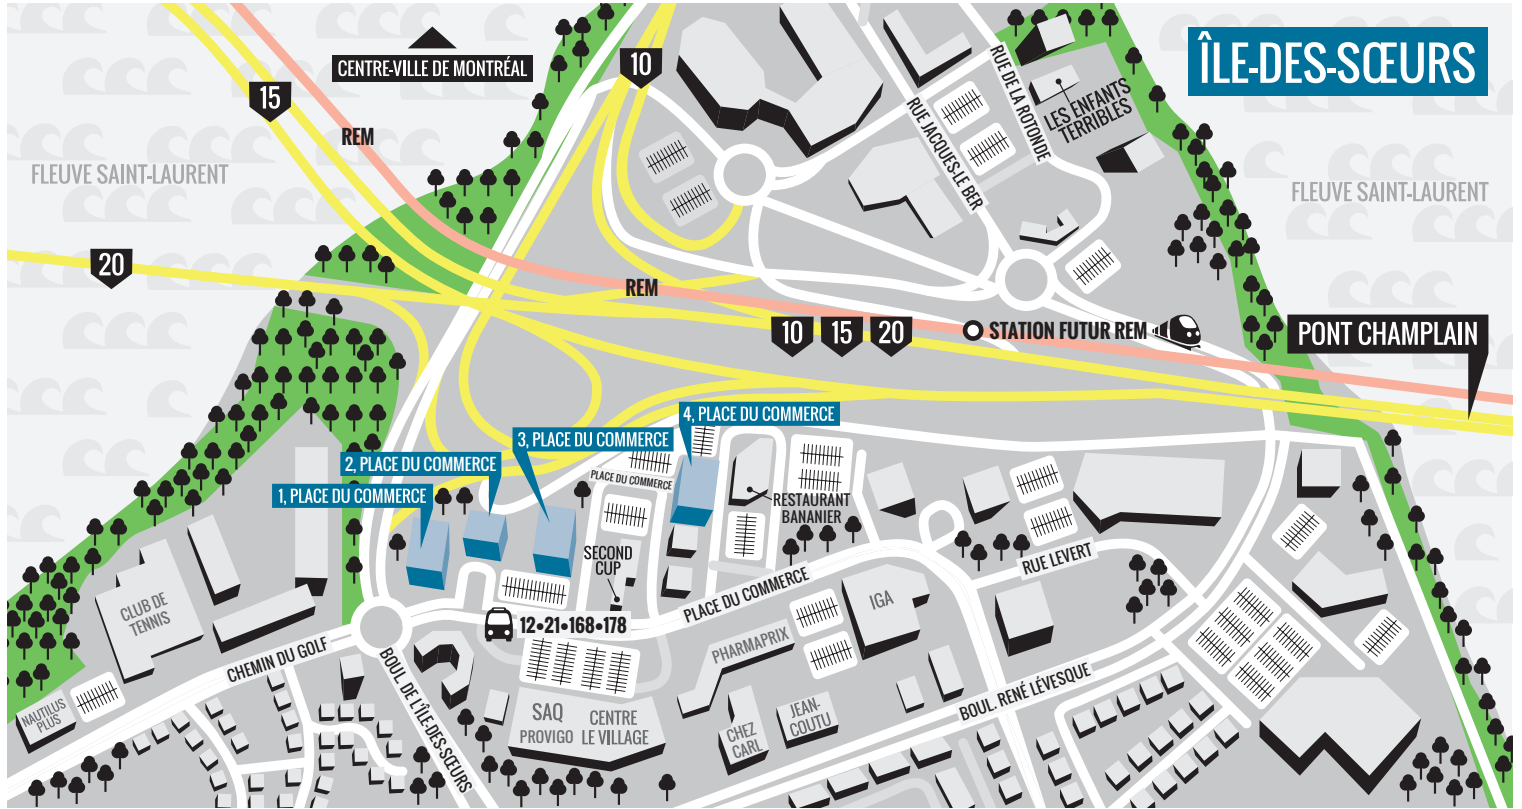 ÎLE-DES-SŒURS
CENTRE-VILLE DE MONTRÉAL
10
15
REM
FLEUVE SAINT-LAURENT
RUE DE LA ROTONDE
RUE JACQUES-LE BER
LES ENFANTS
TERRIBLES
FLEUVE SAINT-LAURENT
20
REM
10
15
20
STATION FUTUR REM
PONT CHAMPLAIN
4, PLACE DU COMMERCE
3, PLACE DU COMMERCE
2, PLACE DU COMMERCE
1, PLACE DU COMMERCE
PLACE DU COMMERCE
RESTAURANT
BANANIER
SECOND
CUP
RUE LEVERT
PLACE DU COMMERCE
12•21•168•178
IGA
CLUB DE
TENNIS
CHEMIN DU GOLF
BOUL. DE L'ÎLE-DES-SŒURS
PHARMAPRIX
BOUL. RENÉ LÉVESQUE
NAUTILUS
PLUS
SAQ
PROVIGO
CENTRE
LE VILLAGE
CHEZ
CARL
JEAN-
COUTU